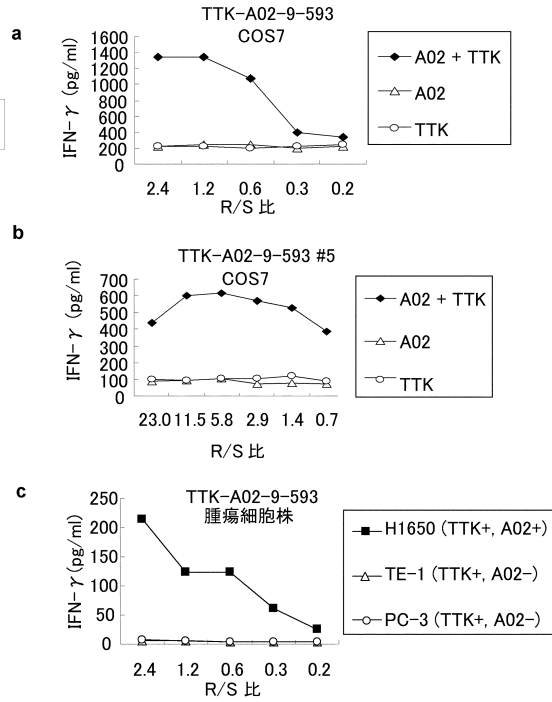 a
TTK-A02-9-593
COS7
IFN-γ (pg/ml)
1600
1400
1200
1000
800
600
400
200
0
2.4 1.2 0.6 0.3 0.2
R/S 比
A02 + TTK
A02
TTK
b
TTK-A02-9-593 #5
COS7
IFN-γ (pg/ml)
700
600
500
400
300
200
100
0
23.0 11.5 5.8 2.9 1.4 0.7
R/S 比
A02 + TTK
A02
TTK
c
TTK-A02-9-593
腫瘍細胞株
IFN-γ (pg/ml)
250
200
150
100
50
0
2.4 1.2 0.6 0.3 0.2
R/S 比
H1650 (TTK+, A02+)
TE-1 (TTK+, A02-)
PC-3 (TTK+, A02-)